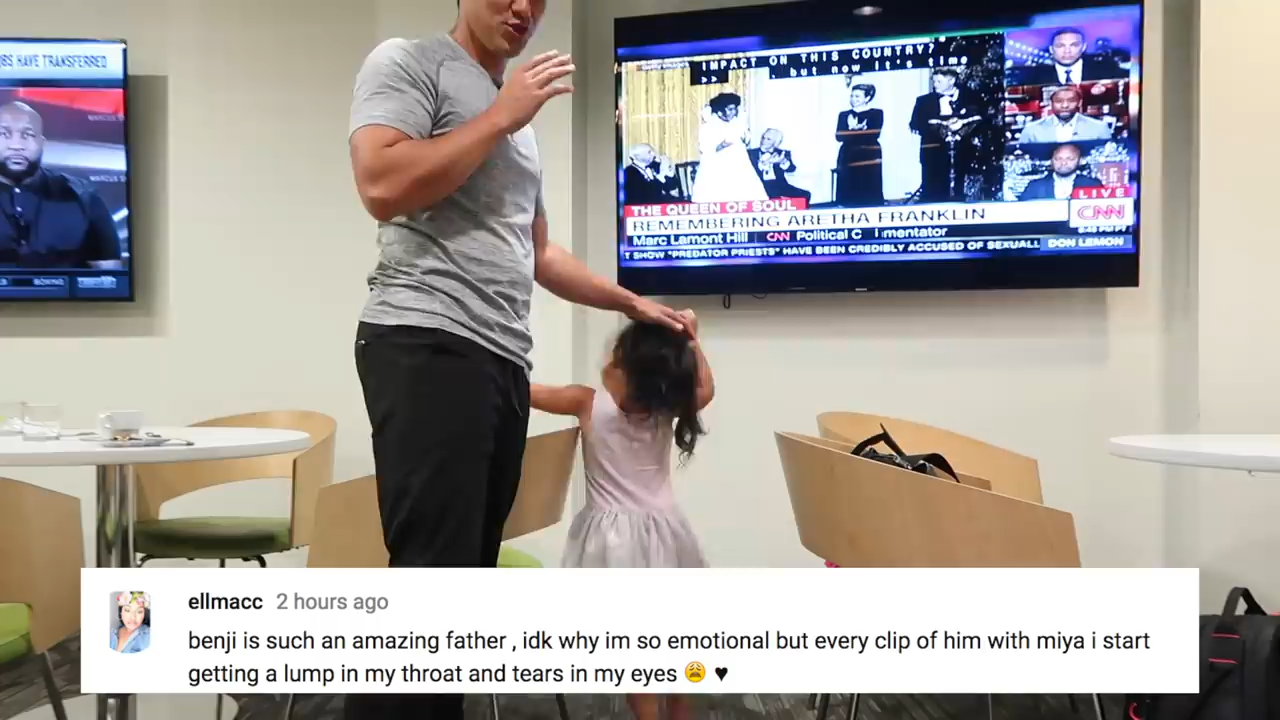 BS HAVE TRANSFERRED
IMPACT ON THIS COUNTRY?
>> , but now it's time
THE QUEEN OF SOUL
REMEMBERING ARETHA FRANKLIN
Marc Lamont Hill CNN Political C mmentator
LIVE
CNN
T SHOW "PREDATOR PRIESTS" HAVE BEEN CREDIBLY ACCUSED OF SEXUALL
DON LEMON
ellmacc 2 hours ago
benji is such an amazing father , idk why im so emotional but every clip of him with miya i start
getting a lump in my throat and tears in my eyes 😩 ♥